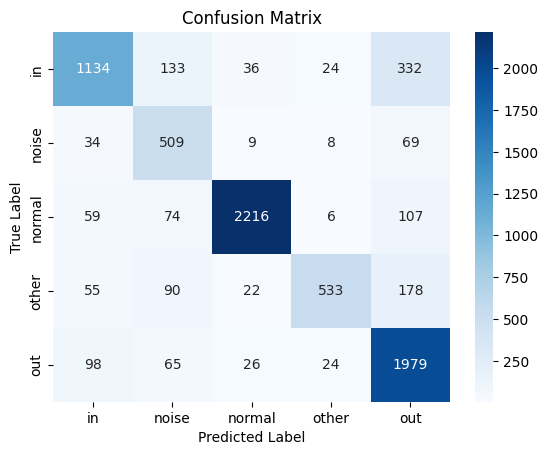 Confusion Matrix
in 1134 133 36 24 332
noise 34 509 9 8 69
normal 59 74 2216 6 107
other 55 90 22 533 178
out 98 65 26 24 1979
in noise normal other out
True Label
Predicted Label
2000
1750
1500
1250
1000
750
500
250